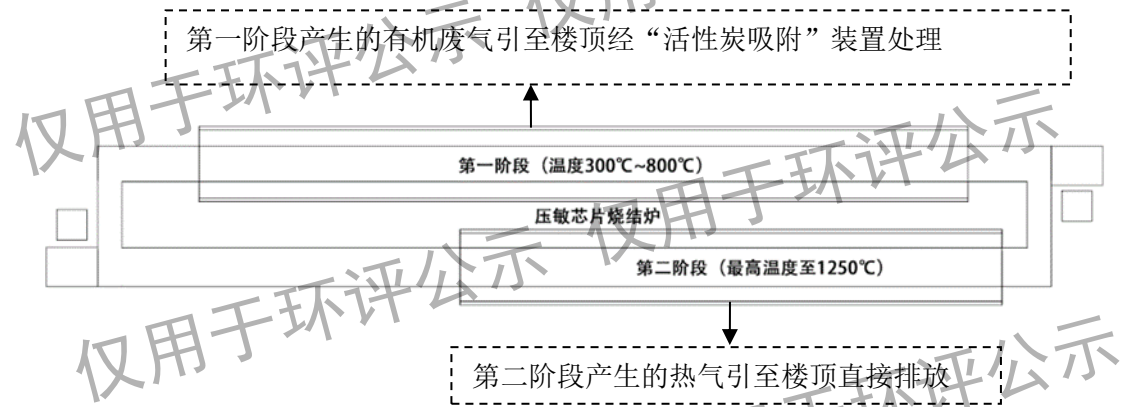 第一阶段产生的有机废气引至楼顶经“活性炭吸附”装置处理
第一阶段（温度300℃~800℃）
压敏芯片烧结炉
第二阶段（最高温度至1250℃）
第二阶段产生的热气引至楼顶直接排放
仅用于环评公示
仅用于环评公示
仅用于环评公示